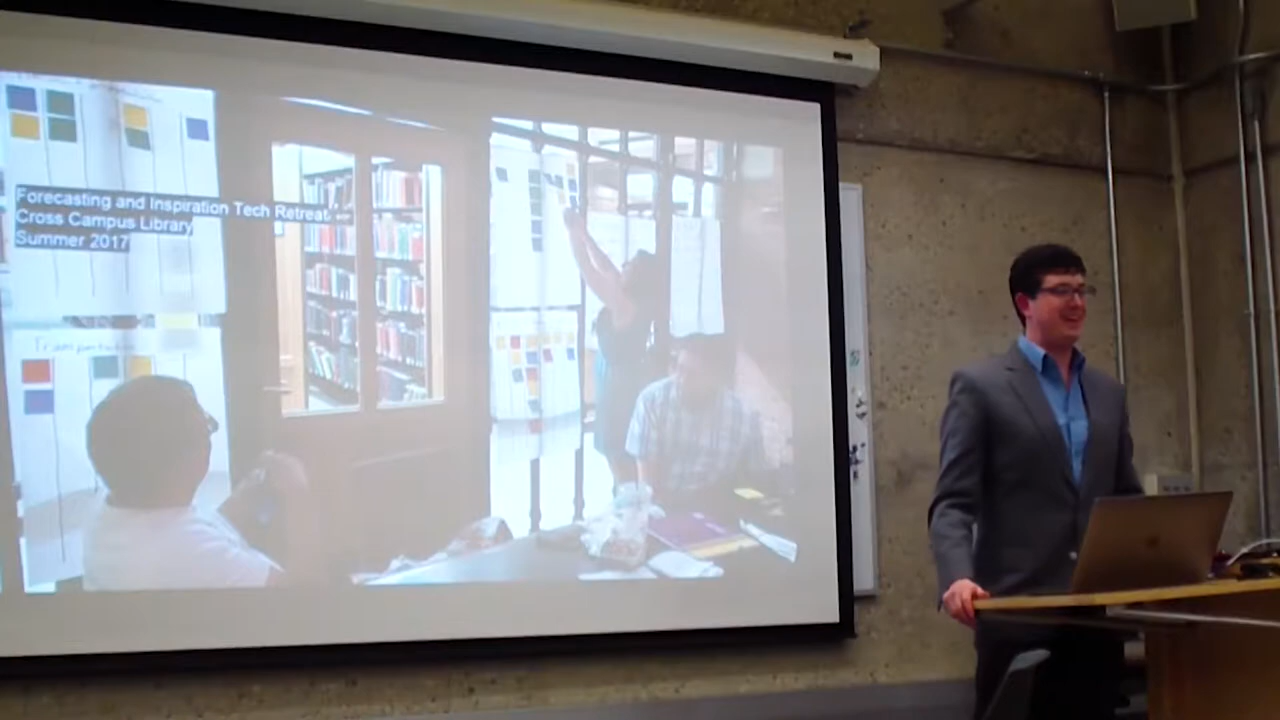 Forecasting and Inspiration Tech Retreat
Cross Campus Library
Summer 2017